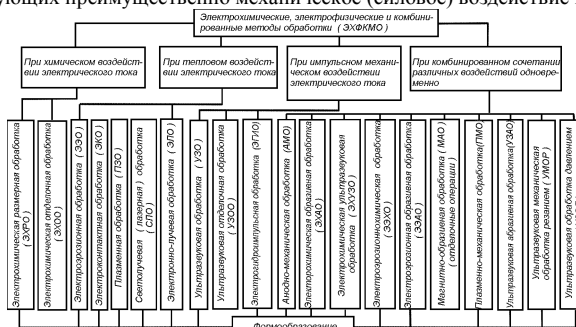 ующих преимущественно механическое (силовое) воздействие
Электрохимические, электрофизические и комбини-
рованные методы обработки ( ЭХФКМО )
При химическом воздейст-
вии электрического тока
При тепловом воздейст-
вии электрического тока
При импульсном механи-
ческом воздействии
электрического тока
При комбинированном сочетании
различных воздействий одновре-
менно
Электрохимическая размерная обработка
( ЭХРО )
Электрохимическая отделочная обработка
( ЭХОО )
Электроэрозионная обработка ( ЭЭО )
Электроконтактная обработка ( ЭКО )
Плазменная обработка ( ПЗО )
Светолучевая (лазерная) обработка
( СЛО )
Электронно-лучевая обработка ( ЭЛО )
Ультразвуковая обработка ( УЗО )
Ультразвуковая отделочная обработка
( УЗОО )
Электрогидроимпульсная обработка (ЭГИО)
Анодно-механическая обработка (АМО)
Электрохимическая абразивная обработка
( ЭХАО )
Электрохимическая ультразвуковая
обработка ( ЭХУЗО )
Электроэрозионнохимическая обработка
( ЭЭХО )
Электроэрозионная абразивная обработка
( ЭЭАО )
Магнитно-абразивная обработка ( МАО )
( отделочные операции )
Плазменно-механическая обработка(ПМО)
Ультразвуковая абразивная обработка(УЗАО)
Ультразвуковая механическая
обработка резанием ( УМОР )
Ультразвуковая обработка давлением
Формообразование